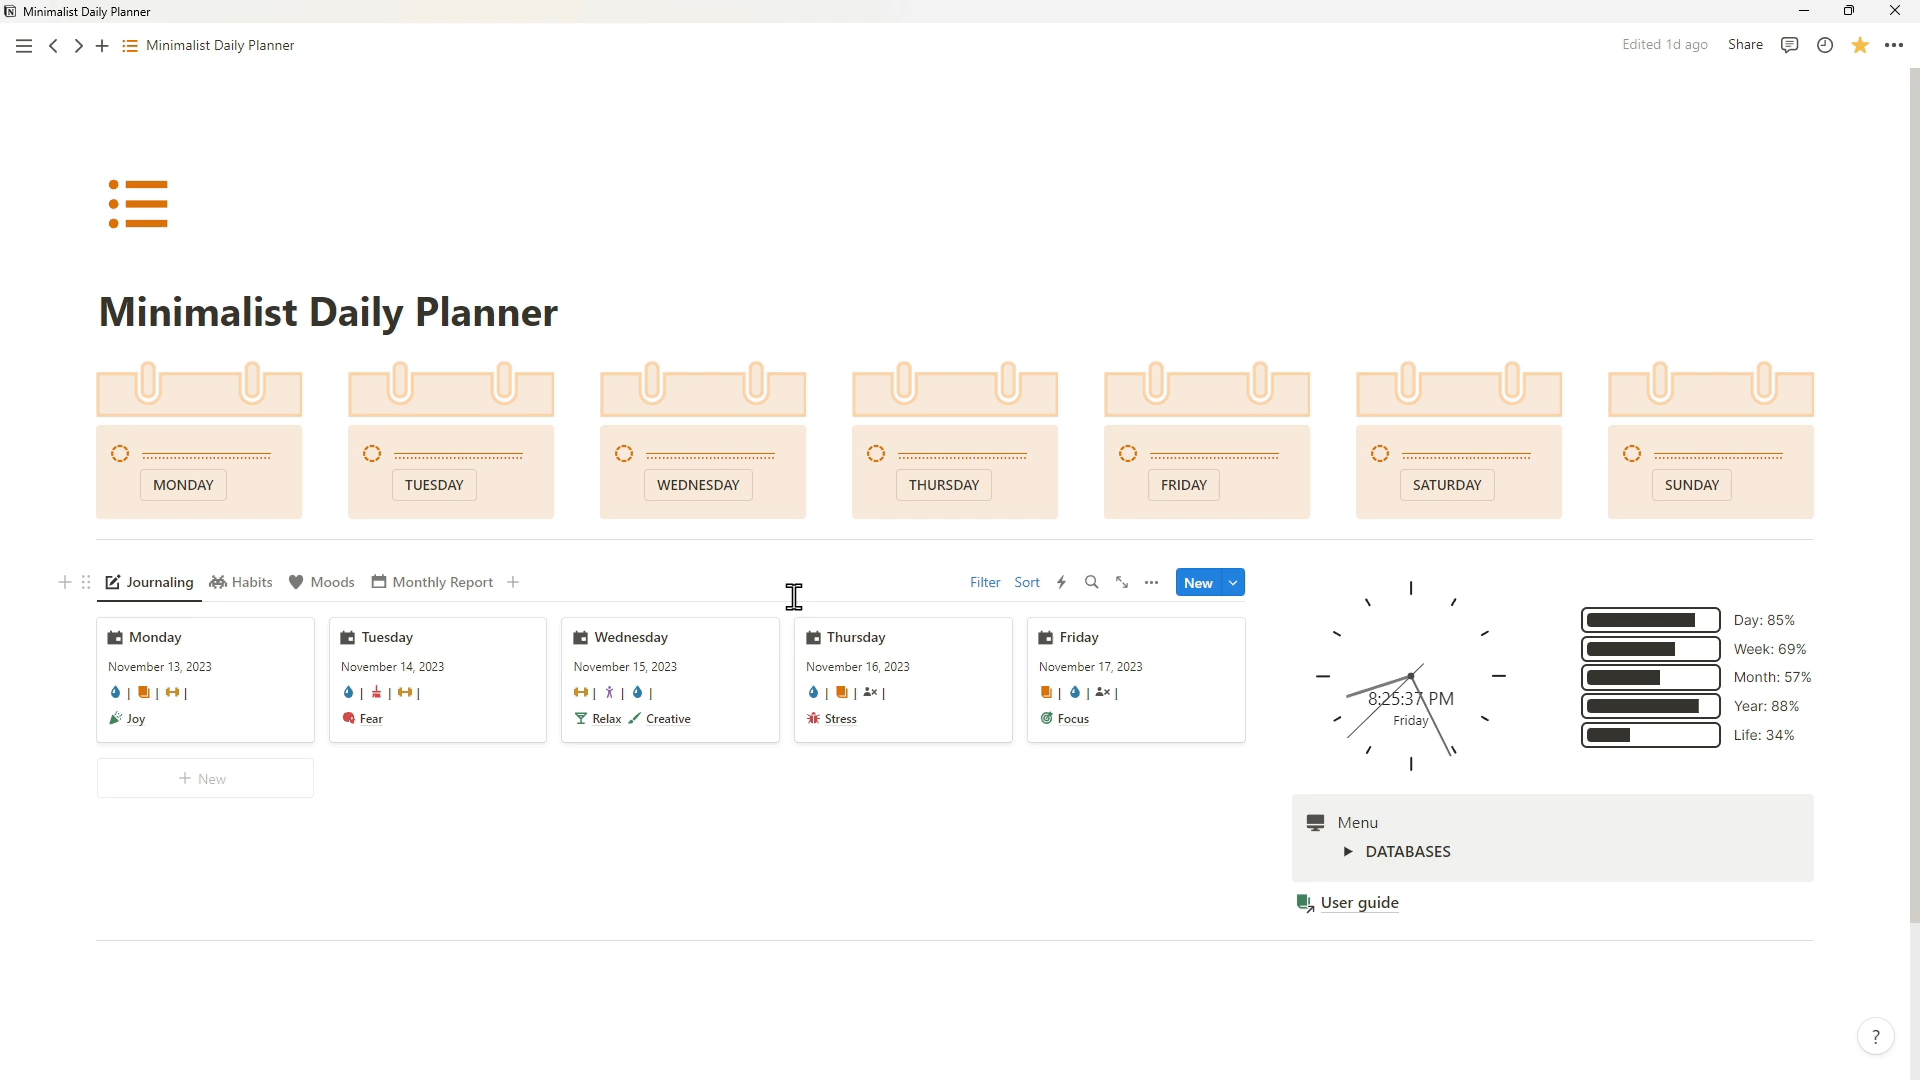 Minimalist Daily Planner
Minimalist Daily Planner
Edited 1d ago Share
Minimalist Daily Planner
MONDAY TUESDAY WEDNESDAY THURSDAY FRIDAY SATURDAY SUNDAY
Journaling Habits Moods Monthly Report
Filter Sort New
Monday
November 13, 2023
Joy
Tuesday
November 14, 2023
Fear
Wednesday
November 15, 2023
Relax Creative
Thursday
November 16, 2023
Stress
Friday
November 17, 2023
Focus
+ New
8:25:37 PM
Friday
Day: 85%
Week: 69%
Month: 57%
Year: 88%
Life: 34%
Menu
DATABASES
User guide
?